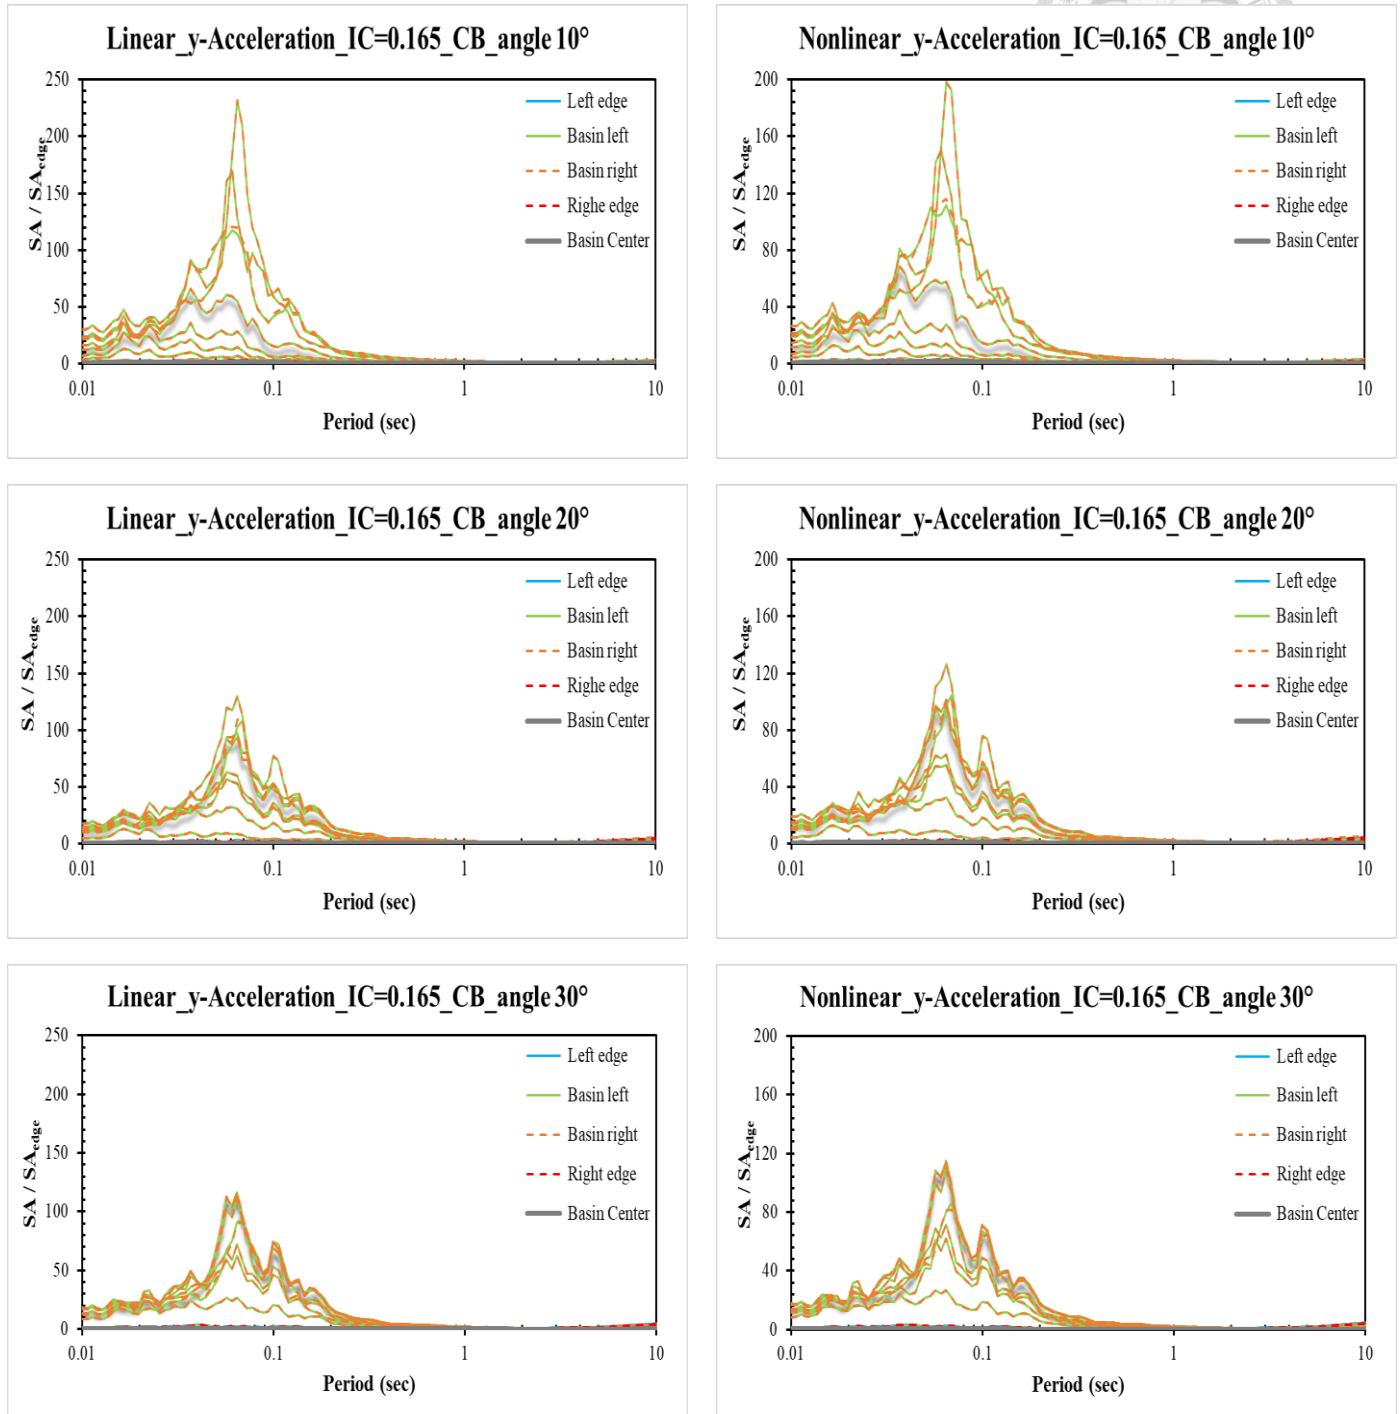 Linear_y-Acceleration_IC=0.165_CB_angle 10°
SA / SAedge
250
200
150
100
50
0
Left edge
Basin left
Basin right
Righe edge
Basin Center
0.01
0.1
1
10
Period (sec)
Nonlinear_y-Acceleration_IC=0.165_CB_angle 10°
SA / SAedge
200
160
120
80
40
0
Left edge
Basin left
Basin right
Righe edge
Basin Center
0.01
0.1
1
10
Period (sec)
Linear_y-Acceleration_IC=0.165_CB_angle 20°
SA / SAedge
250
200
150
100
50
0
Left edge
Basin left
Basin right
Righe edge
Basin Center
0.01
0.1
1
10
Period (sec)
Nonlinear_y-Acceleration_IC=0.165_CB_angle 20°
SA / SAedge
200
160
120
80
40
0
Left edge
Basin left
Basin right
Righe edge
Basin Center
0.01
0.1
1
10
Period (sec)
Linear_y-Acceleration_IC=0.165_CB_angle 30°
SA / SAedge
250
200
150
100
50
0
Left edge
Basin left
Basin right
Right edge
Basin Center
0.01
0.1
1
10
Period (sec)
Nonlinear_y-Acceleration_IC=0.165_CB_angle 30°
SA / SAedge
200
160
120
80
40
0
Left edge
Basin left
Basin right
Right edge
Basin Center
0.01
0.1
1
10
Period (sec)